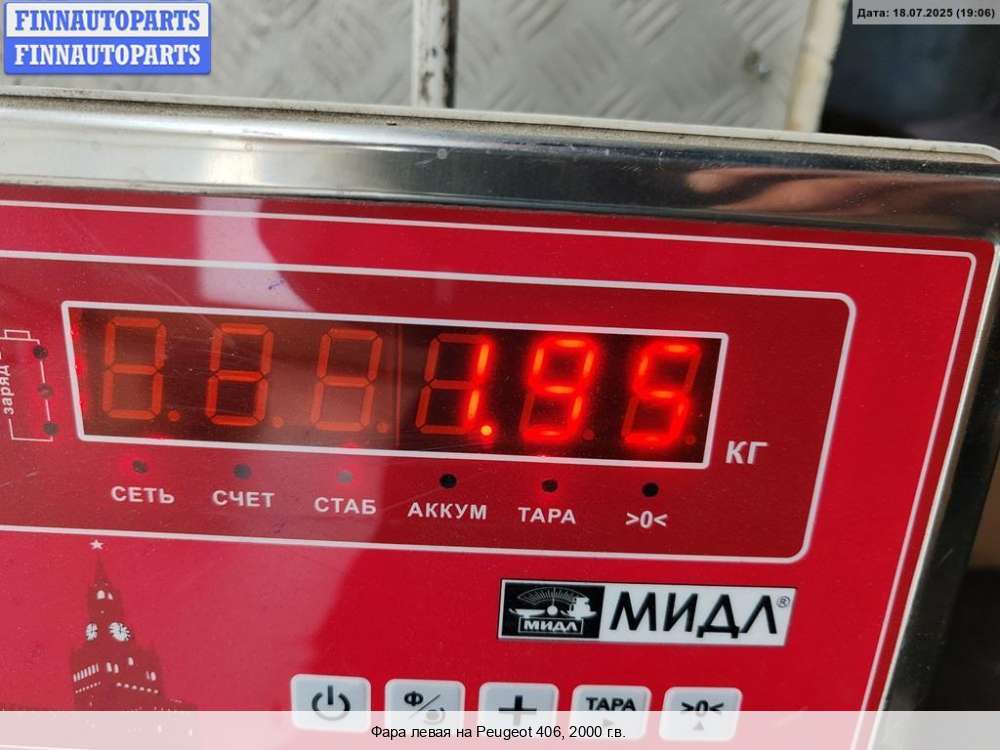 FINNAUTOPARTS
FINNAUTOPARTS
Дата: 18.07.2025 (19:06)
1.95
КГ
заряд
СЕТЬ СЧЕТ СТАБ АККУМ ТАРА >0<
МИДЛ МИДЛ®
Ф
+
ТАРА
>0<
Фара левая на Peugeot 406, 2000 г.в.